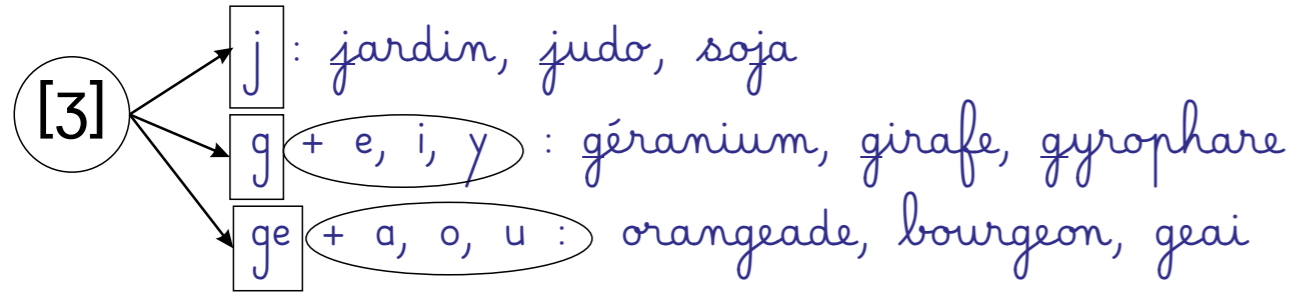 [ʒ]
j : jardin, judo, soja
g + e, i, y : géranium, girafe, gyrophare
ge + a, o, u : orangeade, bourgeon, geai